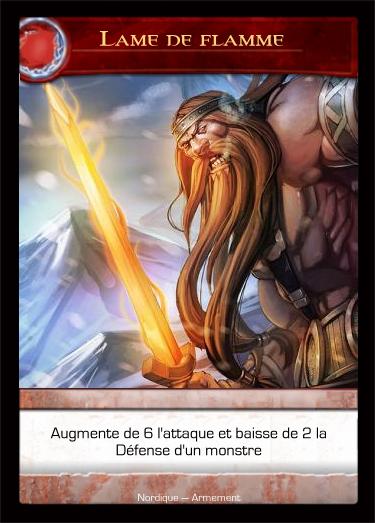 Lame de flamme
Augmente de 6 l'attaque et baisse de 2 la
Défense d'un monstre
Nordique – Armement